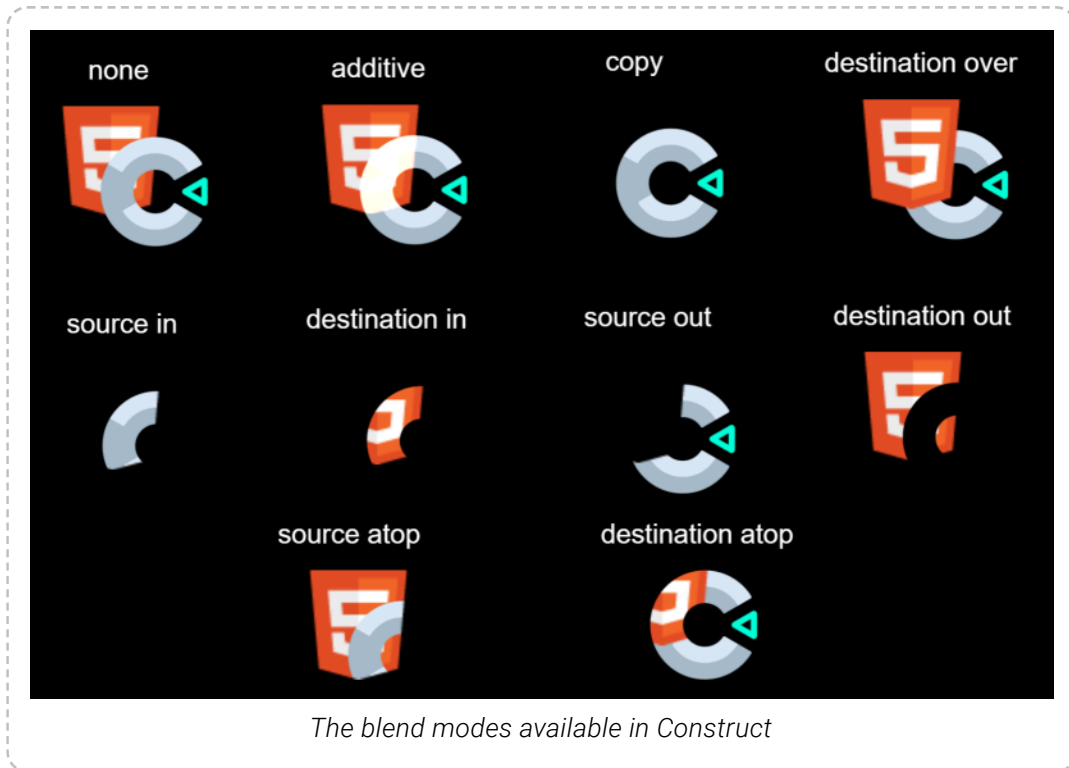 none additive copy destination over
source in destination in source out destination out
source atop destination atop
The blend modes available in Construct